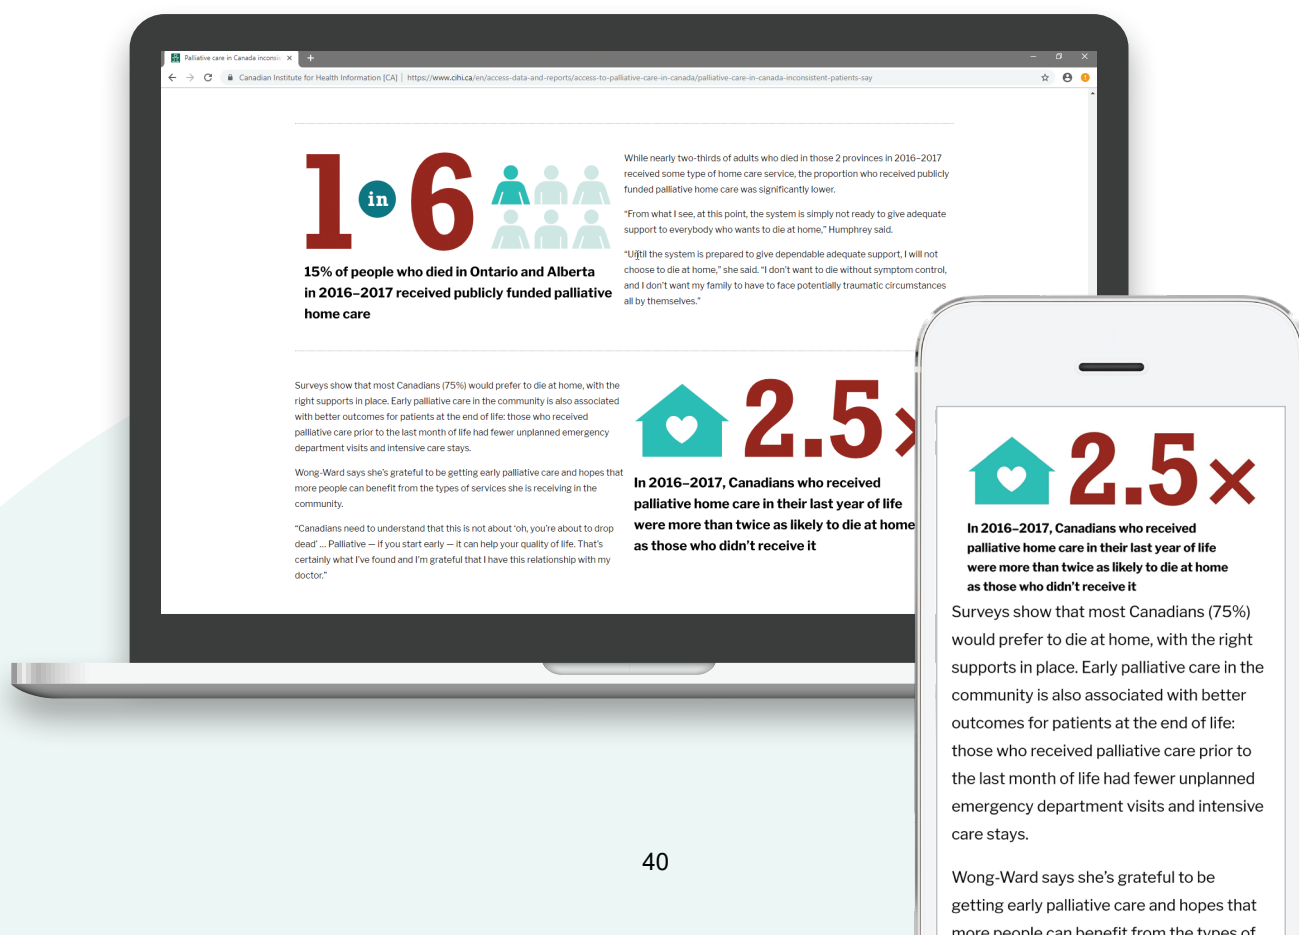 Palliative care in Canada inconsis
Canadian Institute for Health Information [CA] | https://www.cihi.ca/en/access-data-and-reports/access-to-palliative-care-in-canada/palliative-care-in-canada-inconsistent-patients-say
1 in 6
15% of people who died in Ontario and Alberta
in 2016–2017 received publicly funded palliative
home care
While nearly two-thirds of adults who died in those 2 provinces in 2016–2017
received some type of home care service, the proportion who received publicly
funded palliative home care was significantly lower.
“From what I see, at this point, the system is simply not ready to give adequate
support to everybody who wants to die at home,” Humphrey said.
“Until the system is prepared to give dependable adequate support, I will not
choose to die at home,” she said. “I don’t want to die without symptom control,
and I don’t want my family to have to face potentially traumatic circumstances
all by themselves.”
Surveys show that most Canadians (75%) would prefer to die at home, with the
right supports in place. Early palliative care in the community is also associated
with better outcomes for patients at the end of life: those who received
palliative care prior to the last month of life had fewer unplanned emergency
department visits and intensive care stays.
Wong-Ward says she’s grateful to be getting early palliative care and hopes that
more people can benefit from the types of services she is receiving in the
community.
“Canadians need to understand that this is not about ‘oh, you’re about to drop
dead’ … Palliative — if you start early — it can help your quality of life. That’s
certainly what I’ve found and I’m grateful that I have this relationship with my
doctor.”
2.5×
In 2016–2017, Canadians who received
palliative home care in their last year of life
were more than twice as likely to die at home
as those who didn’t receive it
2.5×
In 2016–2017, Canadians who received
palliative home care in their last year of life
were more than twice as likely to die at home
as those who didn’t receive it
Surveys show that most Canadians (75%)
would prefer to die at home, with the right
supports in place. Early palliative care in the
community is also associated with better
outcomes for patients at the end of life:
those who received palliative care prior to
the last month of life had fewer unplanned
emergency department visits and intensive
care stays.
Wong-Ward says she’s grateful to be
getting early palliative care and hopes that
more people can benefit from the types of
40